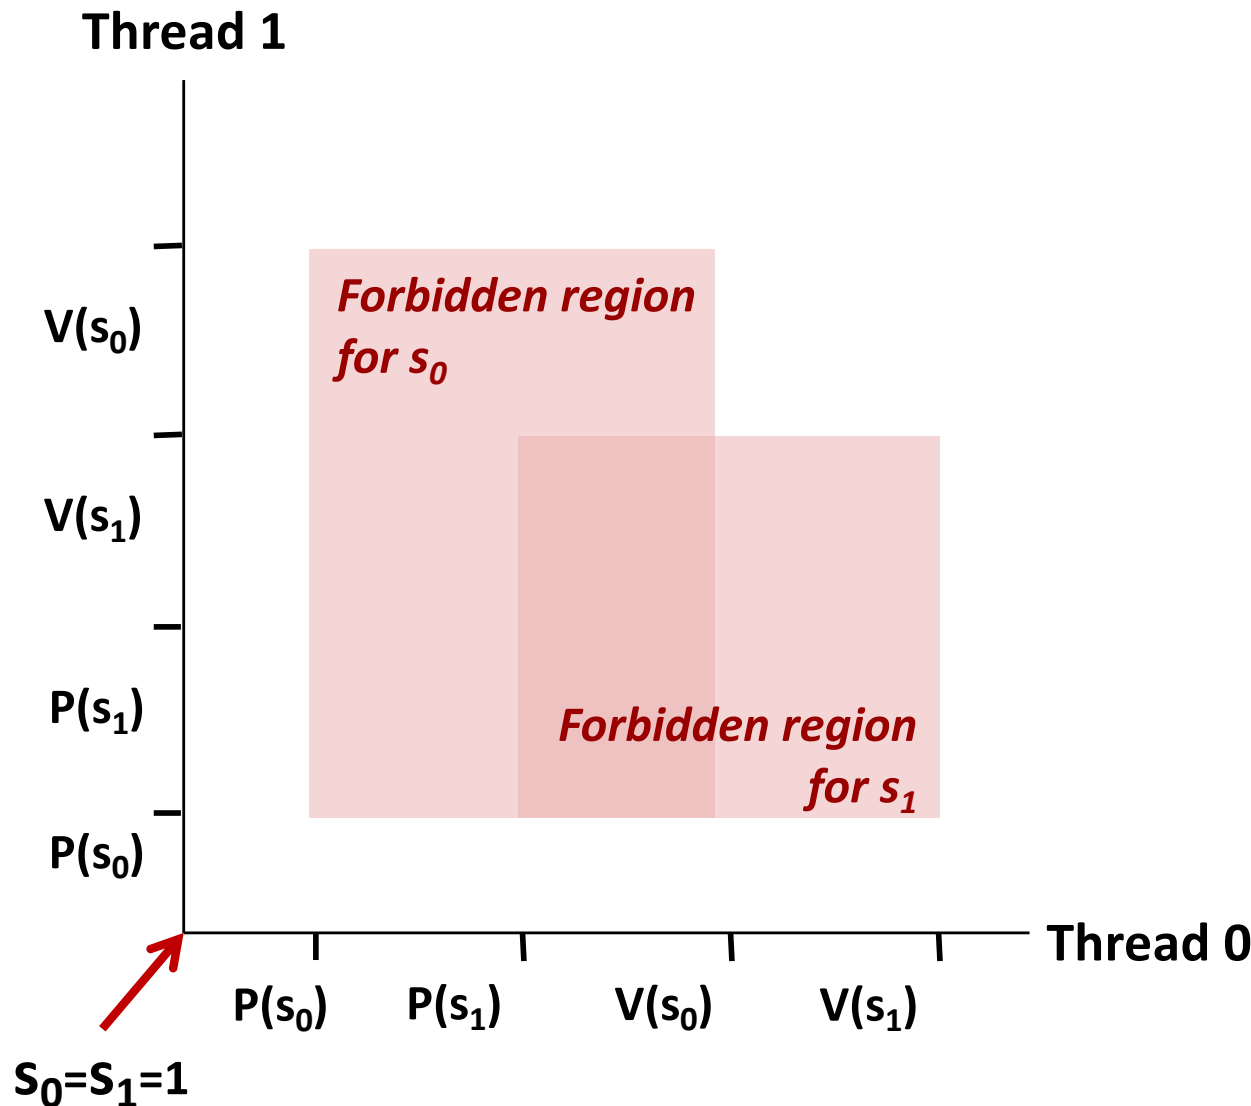 Thread 1
Forbidden region
for s₀
V(s₀)
V(s₁)
P(s₁)
Forbidden region
for s₁
P(s₀)
Thread 0
P(s₀) P(s₁) V(s₀) V(s₁)
s₀=s₁=1